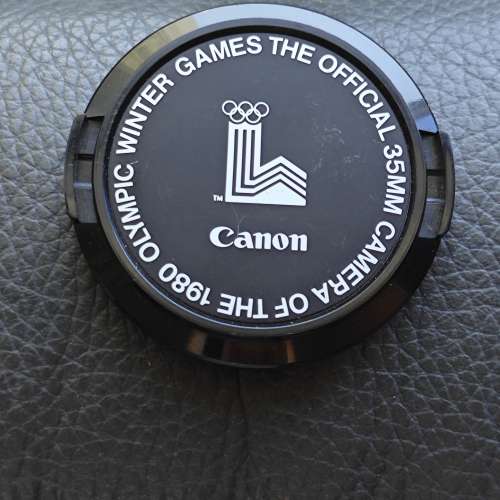 THE OFFICIAL 35MM CAMERA OF THE 1980 OLYMPIC WINTER GAMES
TM
Canon